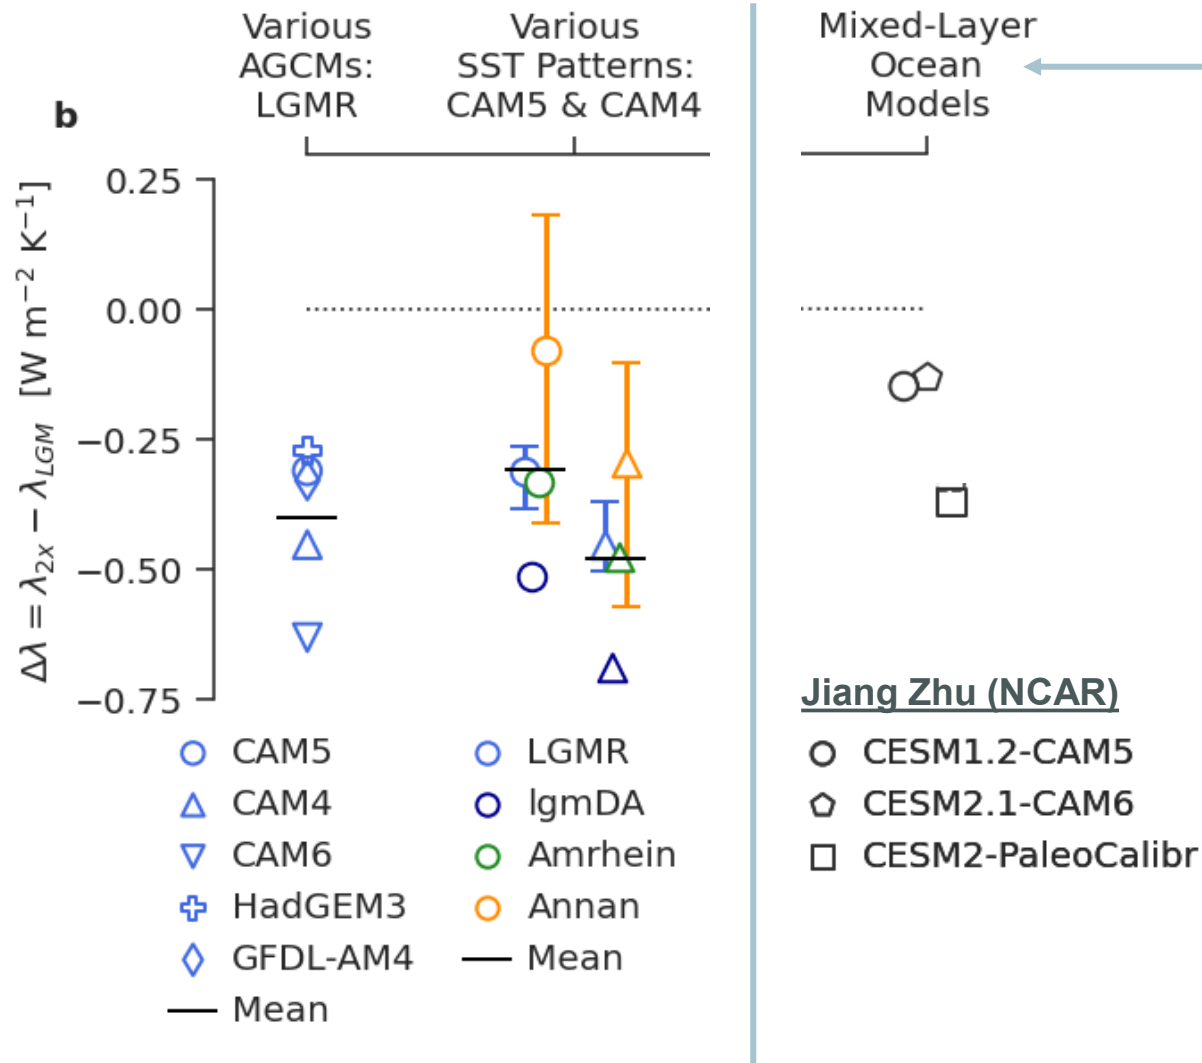 Various
AGCMs:
LGMR
Various
SST Patterns:
CAM5 & CAM4
Mixed-Layer
Ocean
Models
b
Δλ = λ2x − λLGM [W m−2 K−1]
0.25
0.00
−0.25
−0.50
−0.75
CAM5
CAM4
CAM6
HadGEM3
GFDL-AM4
Mean
LGMR
lgmDA
Amrhein
Annan
Mean
Jiang Zhu (NCAR)
CESM1.2-CAM5
CESM2.1-CAM6
CESM2-PaleoCalibr